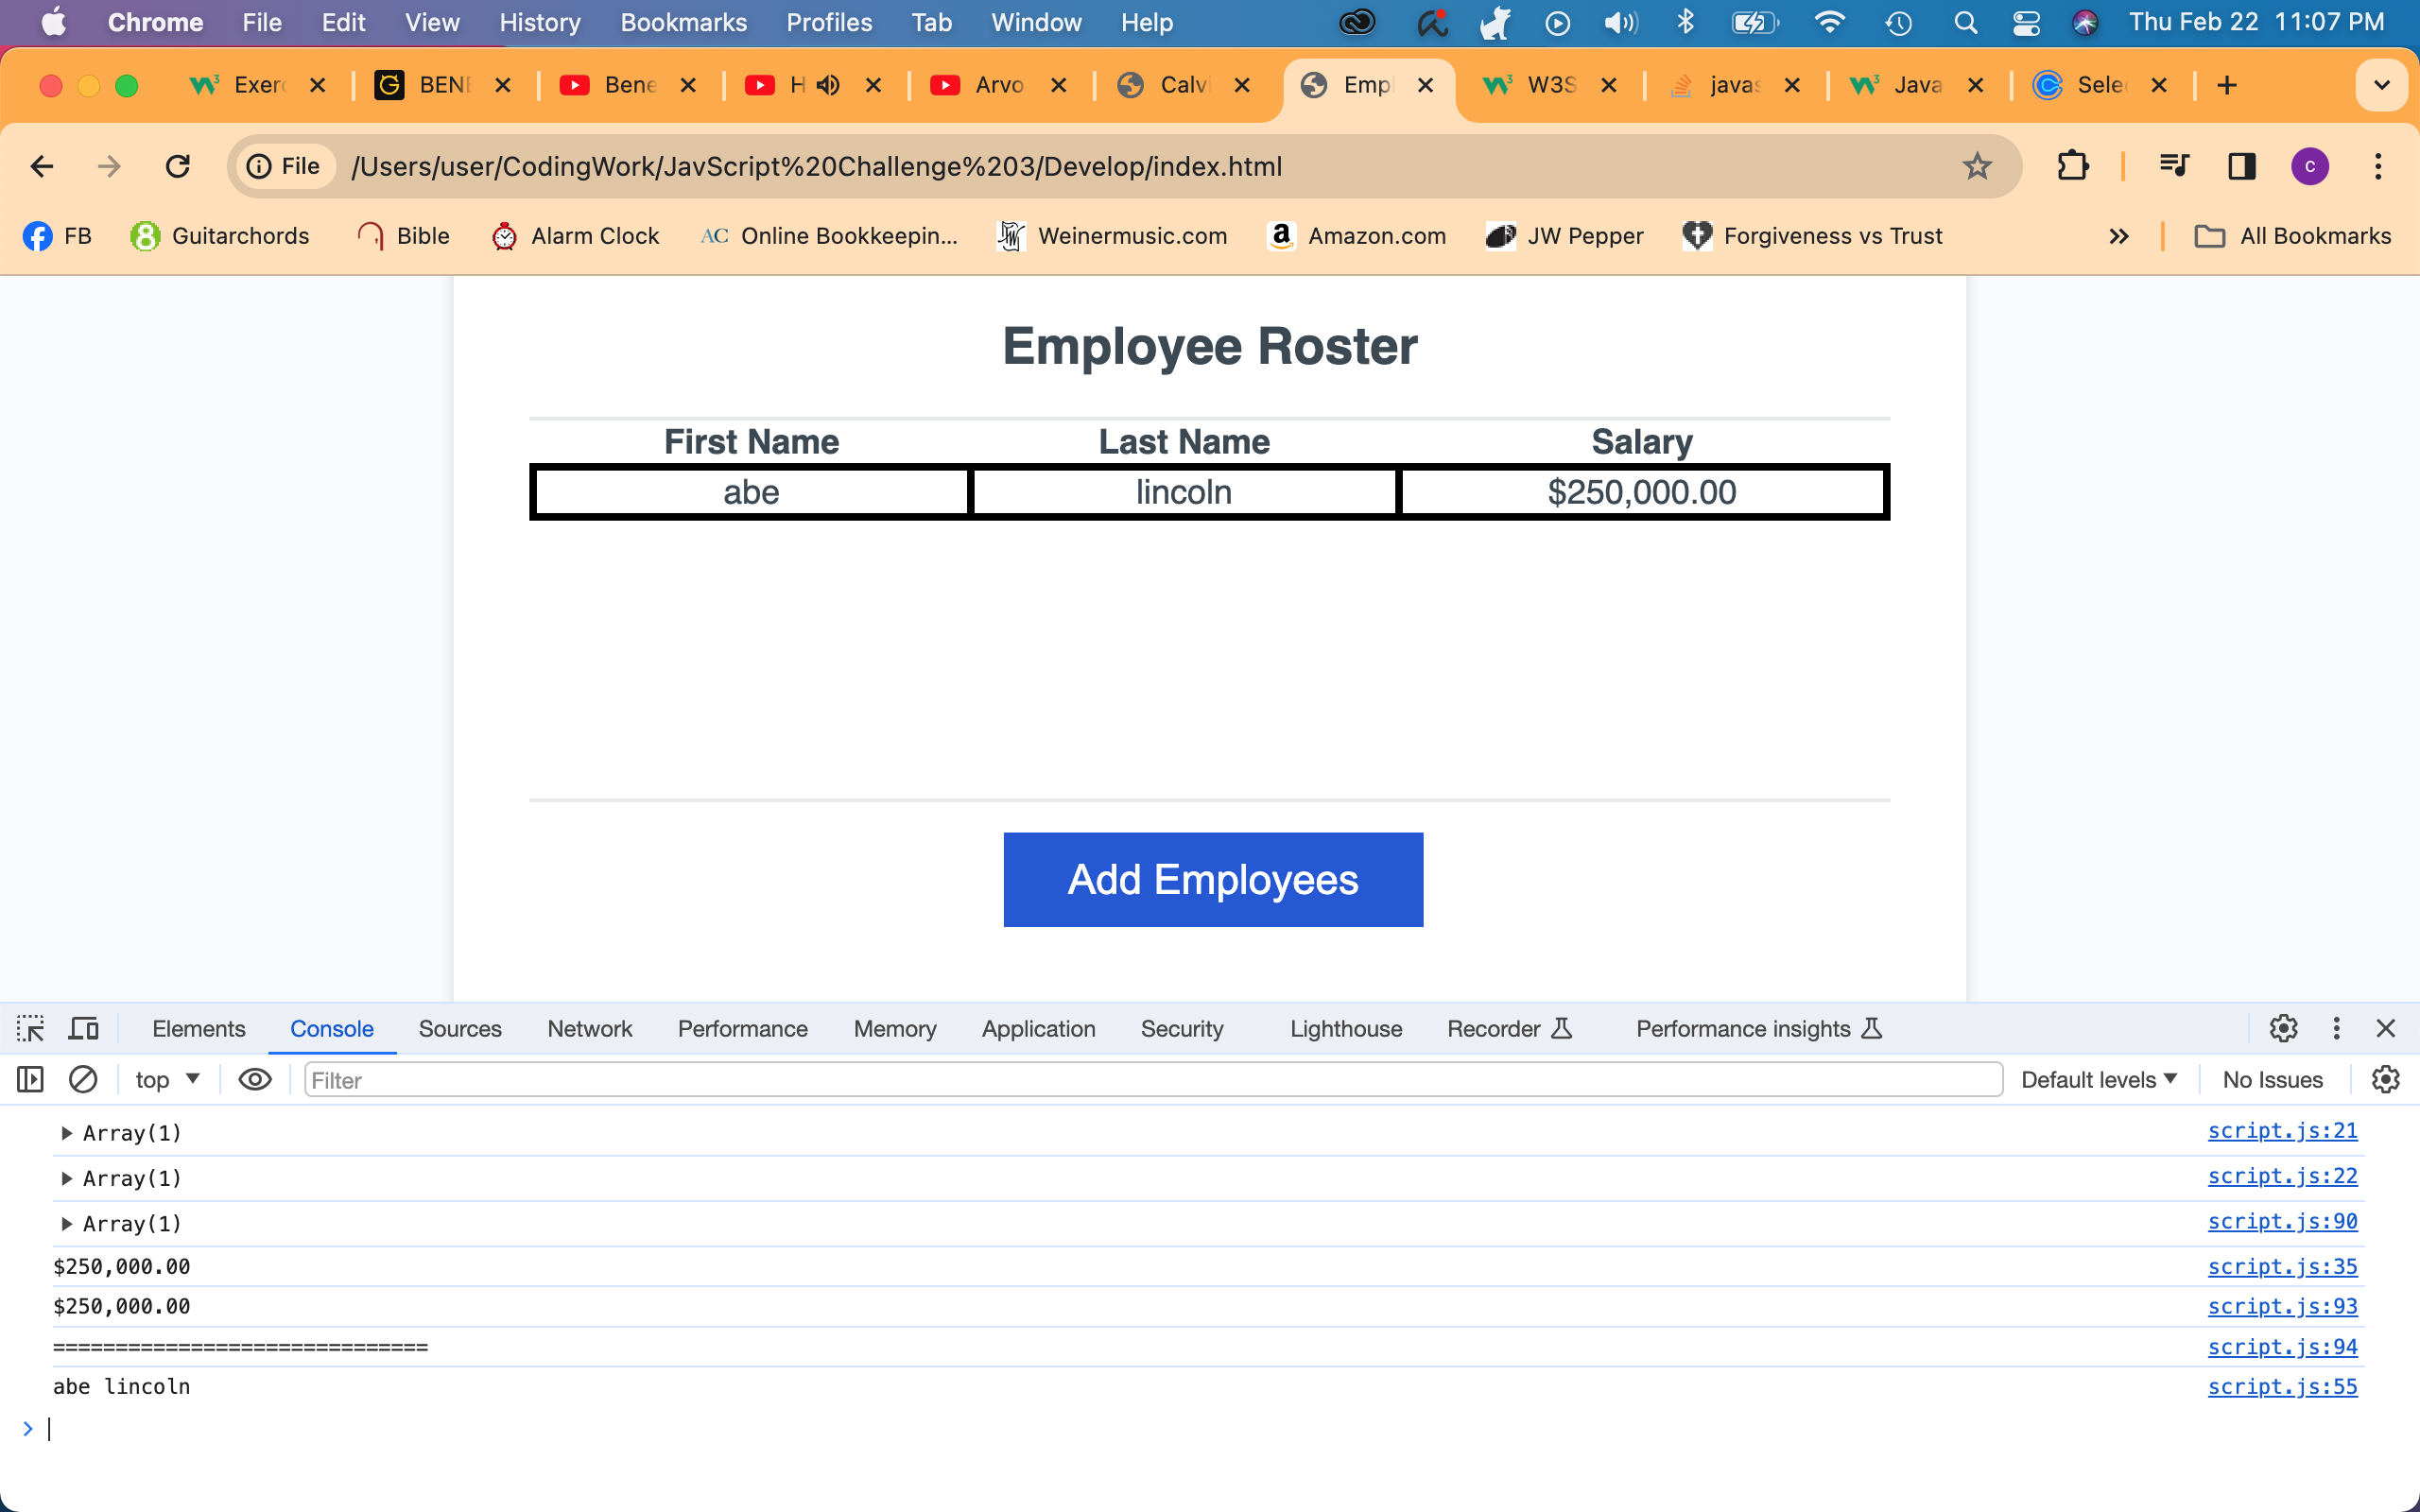 Chrome File Edit View History Bookmarks Profiles Tab Window Help Thu Feb 22 11:07 PM
Exer BENE Bene H Arvo Calvi Empl W3S javas Java Selec
File /Users/user/CodingWork/JavScript%20Challenge%203/Develop/index.html C
FB Guitarchords Bible Alarm Clock AC Online Bookkeepin... Weinermusic.com Amazon.com JW Pepper Forgiveness vs Trust » All Bookmarks
Employee Roster
First Name Last Name Salary
abe lincoln $250,000.00
Add Employees
Elements Console Sources Network Performance Memory Application Security Lighthouse Recorder Performance insights
top Filter Default levels No Issues
Array(1) script.js:21
Array(1) script.js:22
Array(1) script.js:90
$250,000.00 script.js:35
$250,000.00 script.js:93
============================== script.js:94
abe lincoln script.js:55